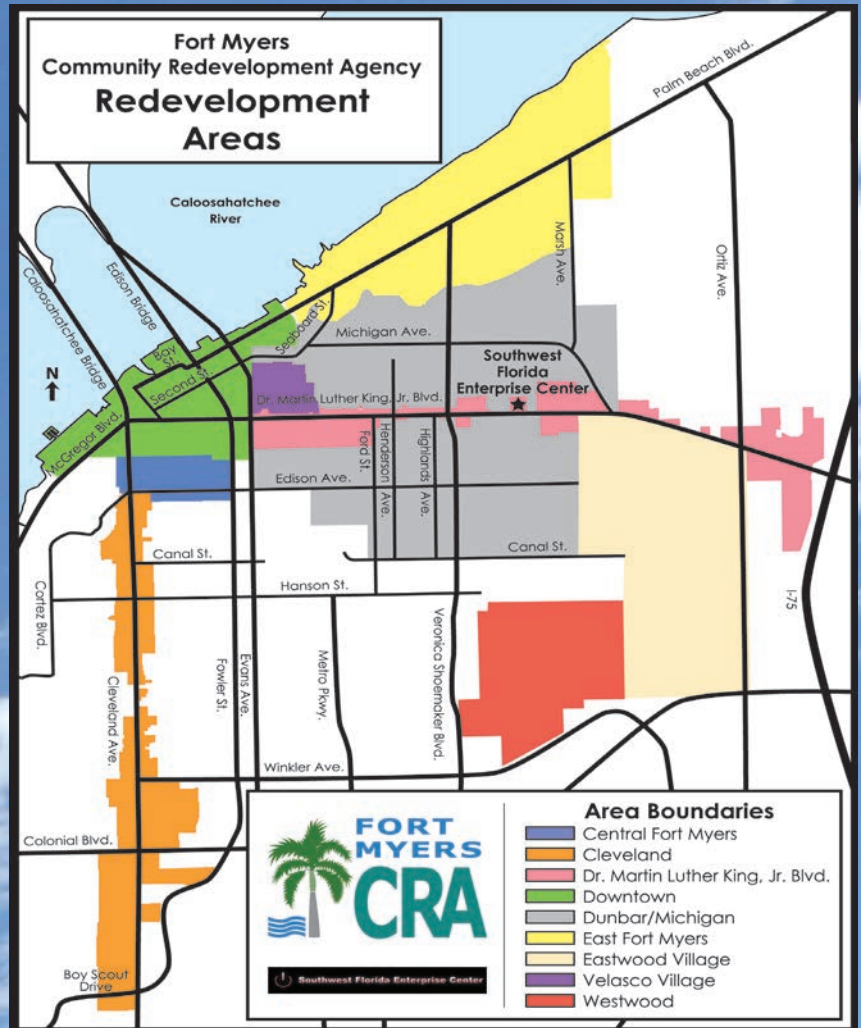 Fort Myers
Community Redevelopment Agency
Redevelopment
Areas
Palm Beach Blvd.
Caloosahatchee
River
Marsh Ave.
Ortiz Ave.
Caloosahatchee Bridge
Edison Bridge
N
Bay
St.
Second St.
Seaboard St.
Michigan Ave.
Southwest
Florida
Enterprise Center
Dr. Martin Luther King, Jr. Blvd.
McGregor Blvd.
Ford St.
Henderson Ave.
Highlands Ave.
Edison Ave.
Canal St.
Canal St.
Hanson St.
Cortez Blvd.
Cleveland Ave.
Fowler St.
Evans Ave.
Metro Pkwy.
Veronica Shoemaker Blvd.
I-75
Winkler Ave.
Colonial Blvd.
Boy Scout
Drive
FORT
MYERS
CRA
Southwest Florida Enterprise Center
Area Boundaries
Central Fort Myers
Cleveland
Dr. Martin Luther King, Jr. Blvd.
Downtown
Dunbar/Michigan
East Fort Myers
Eastwood Village
Velasco Village
Westwood